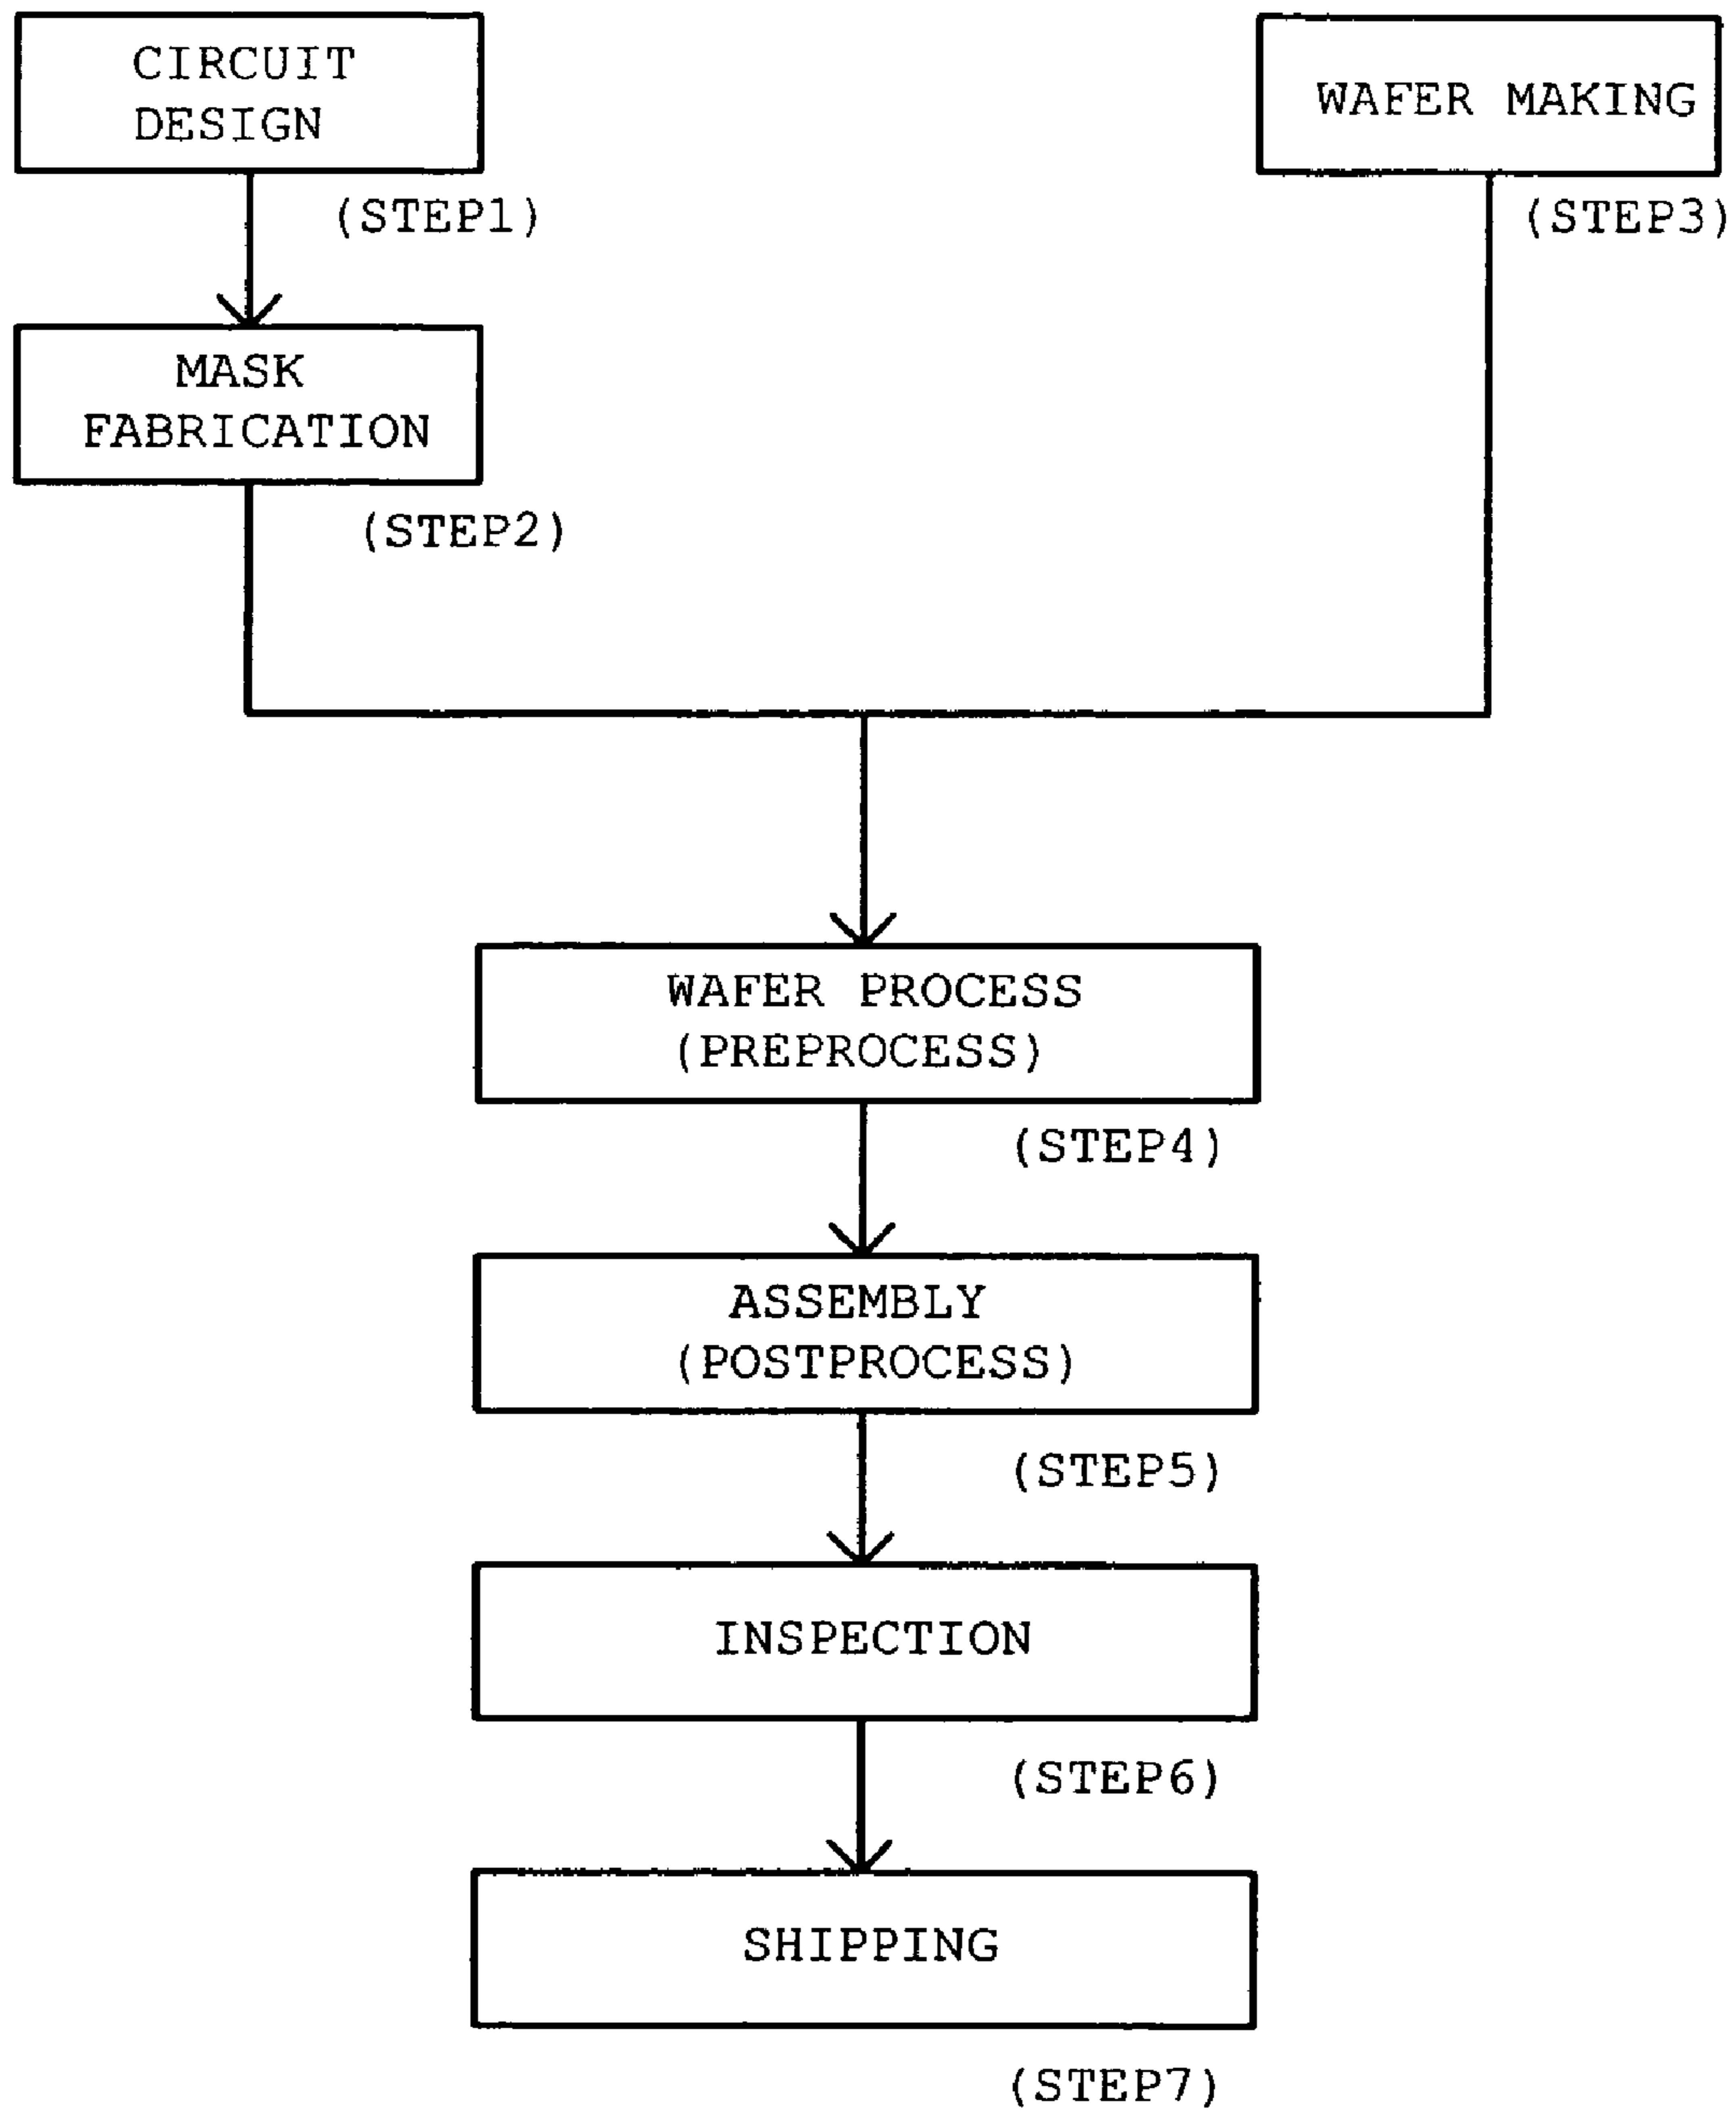 CIRCUIT
DESIGN
(STEP1)
MASK
FABRICATION
(STEP2)
WAFER MAKING
(STEP3)
WAFER PROCESS
(PREPROCESS)
(STEP4)
ASSEMBLY
(POSTPROCESS)
(STEP5)
INSPECTION
(STEP6)
SHIPPING
(STEP7)